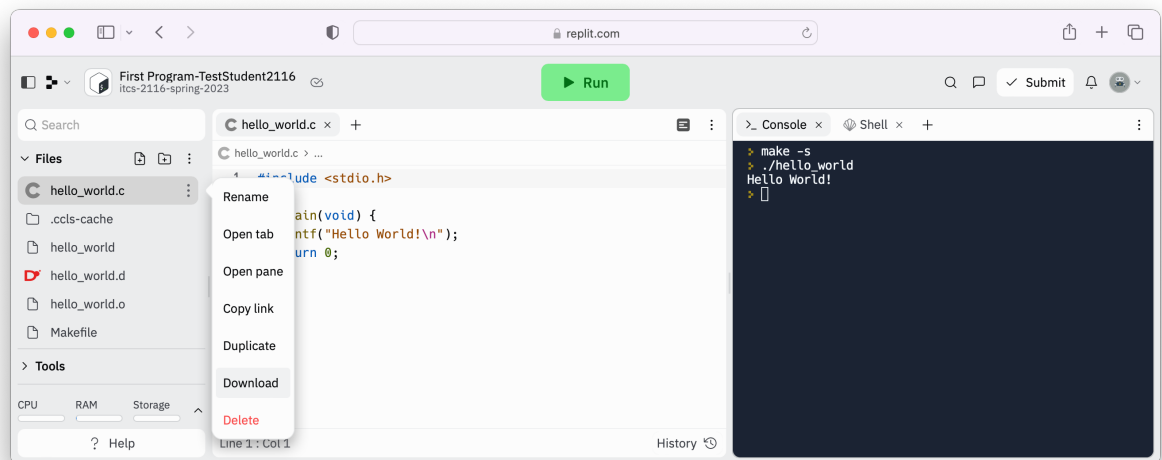 replit.com
First Program-TestStudent2116
itcs-2116-spring-2023
Run
Submit
Search
Files
hello_world.c
.ccls-cache
hello_world
hello_world.d
hello_world.o
Makefile
Tools
CPU RAM Storage
? Help
Rename
Open tab
Open pane
Copy link
Duplicate
Download
Delete
hello_world.c × +
hello_world.c > ...
1 #include <stdio.h>
ain(void) {
ntf("Hello World!\n");
urn 0;
Line 1 : Col 1
History
>_ Console × Shell × +
> make -s
> ./hello_world
Hello World!
>